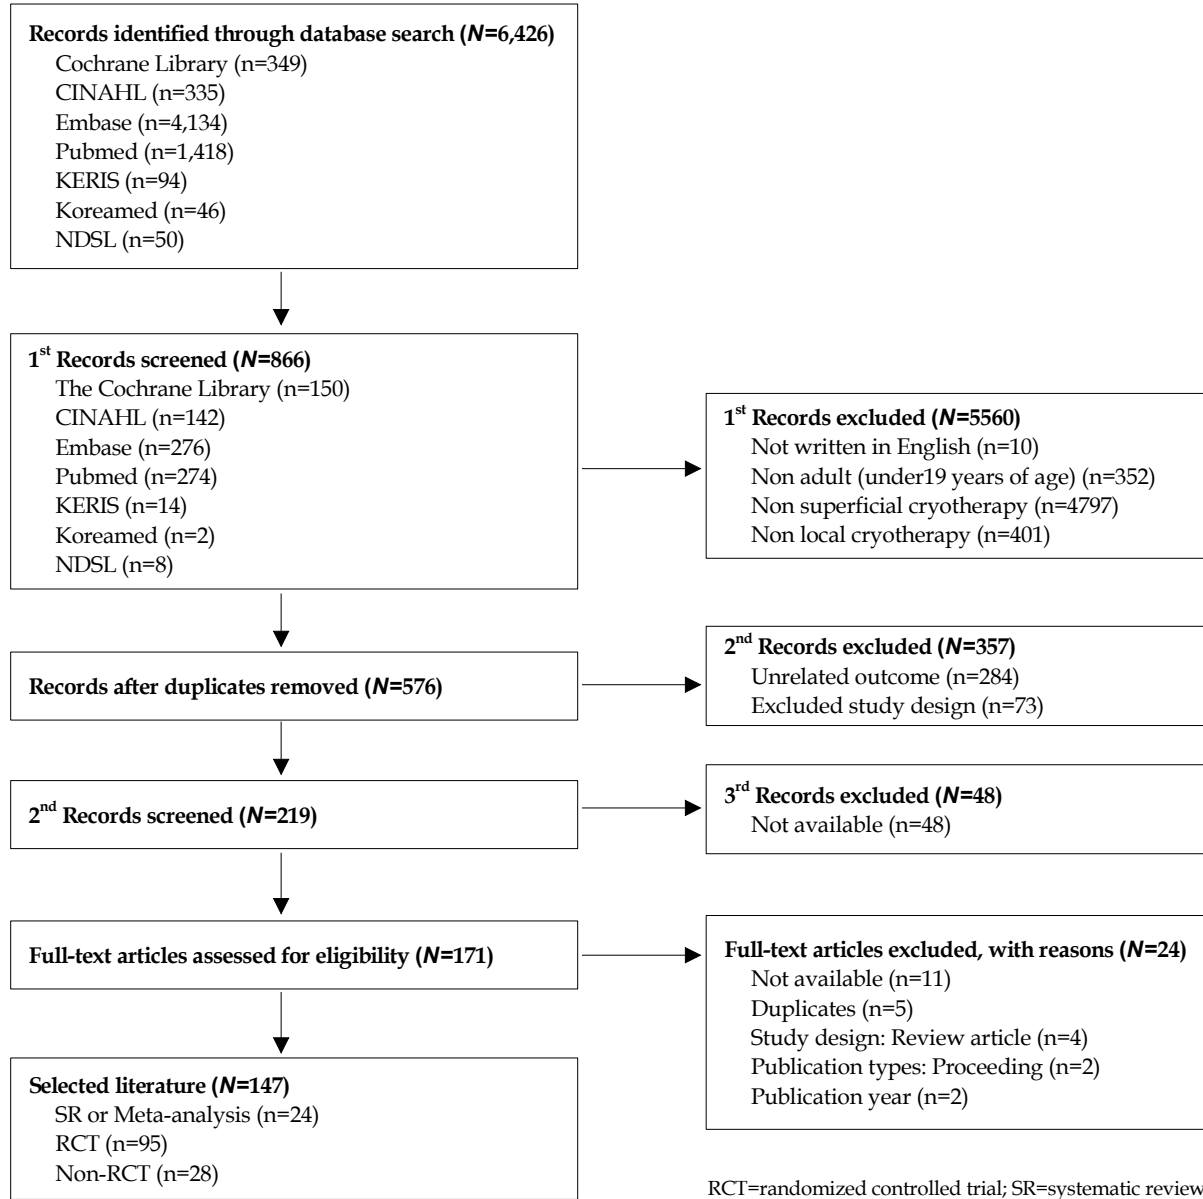 Records identified through database search (N=6,426)
Cochrane Library (n=349)
CINAHL (n=335)
Embase (n=4,134)
Pubmed (n=1,418)
KERIS (n=94)
Koreamed (n=46)
NDSL (n=50)
1st Records screened (N=866)
The Cochrane Library (n=150)
CINAHL (n=142)
Embase (n=276)
Pubmed (n=274)
KERIS (n=14)
Koreamed (n=2)
NDSL (n=8)
1st Records excluded (N=5560)
Not written in English (n=10)
Non adult (under19 years of age) (n=352)
Non superficial cryotherapy (n=4797)
Non local cryotherapy (n=401)
Records after duplicates removed (N=576)
2nd Records excluded (N=357)
Unrelated outcome (n=284)
Excluded study design (n=73)
2nd Records screened (N=219)
3rd Records excluded (N=48)
Not available (n=48)
Full-text articles assessed for eligibility (N=171)
Full-text articles excluded, with reasons (N=24)
Not available (n=11)
Duplicates (n=5)
Study design: Review article (n=4)
Publication types: Proceeding (n=2)
Publication year (n=2)
Selected literature (N=147)
SR or Meta-analysis (n=24)
RCT (n=95)
Non-RCT (n=28)
RCT=randomized controlled trial; SR=systematic review